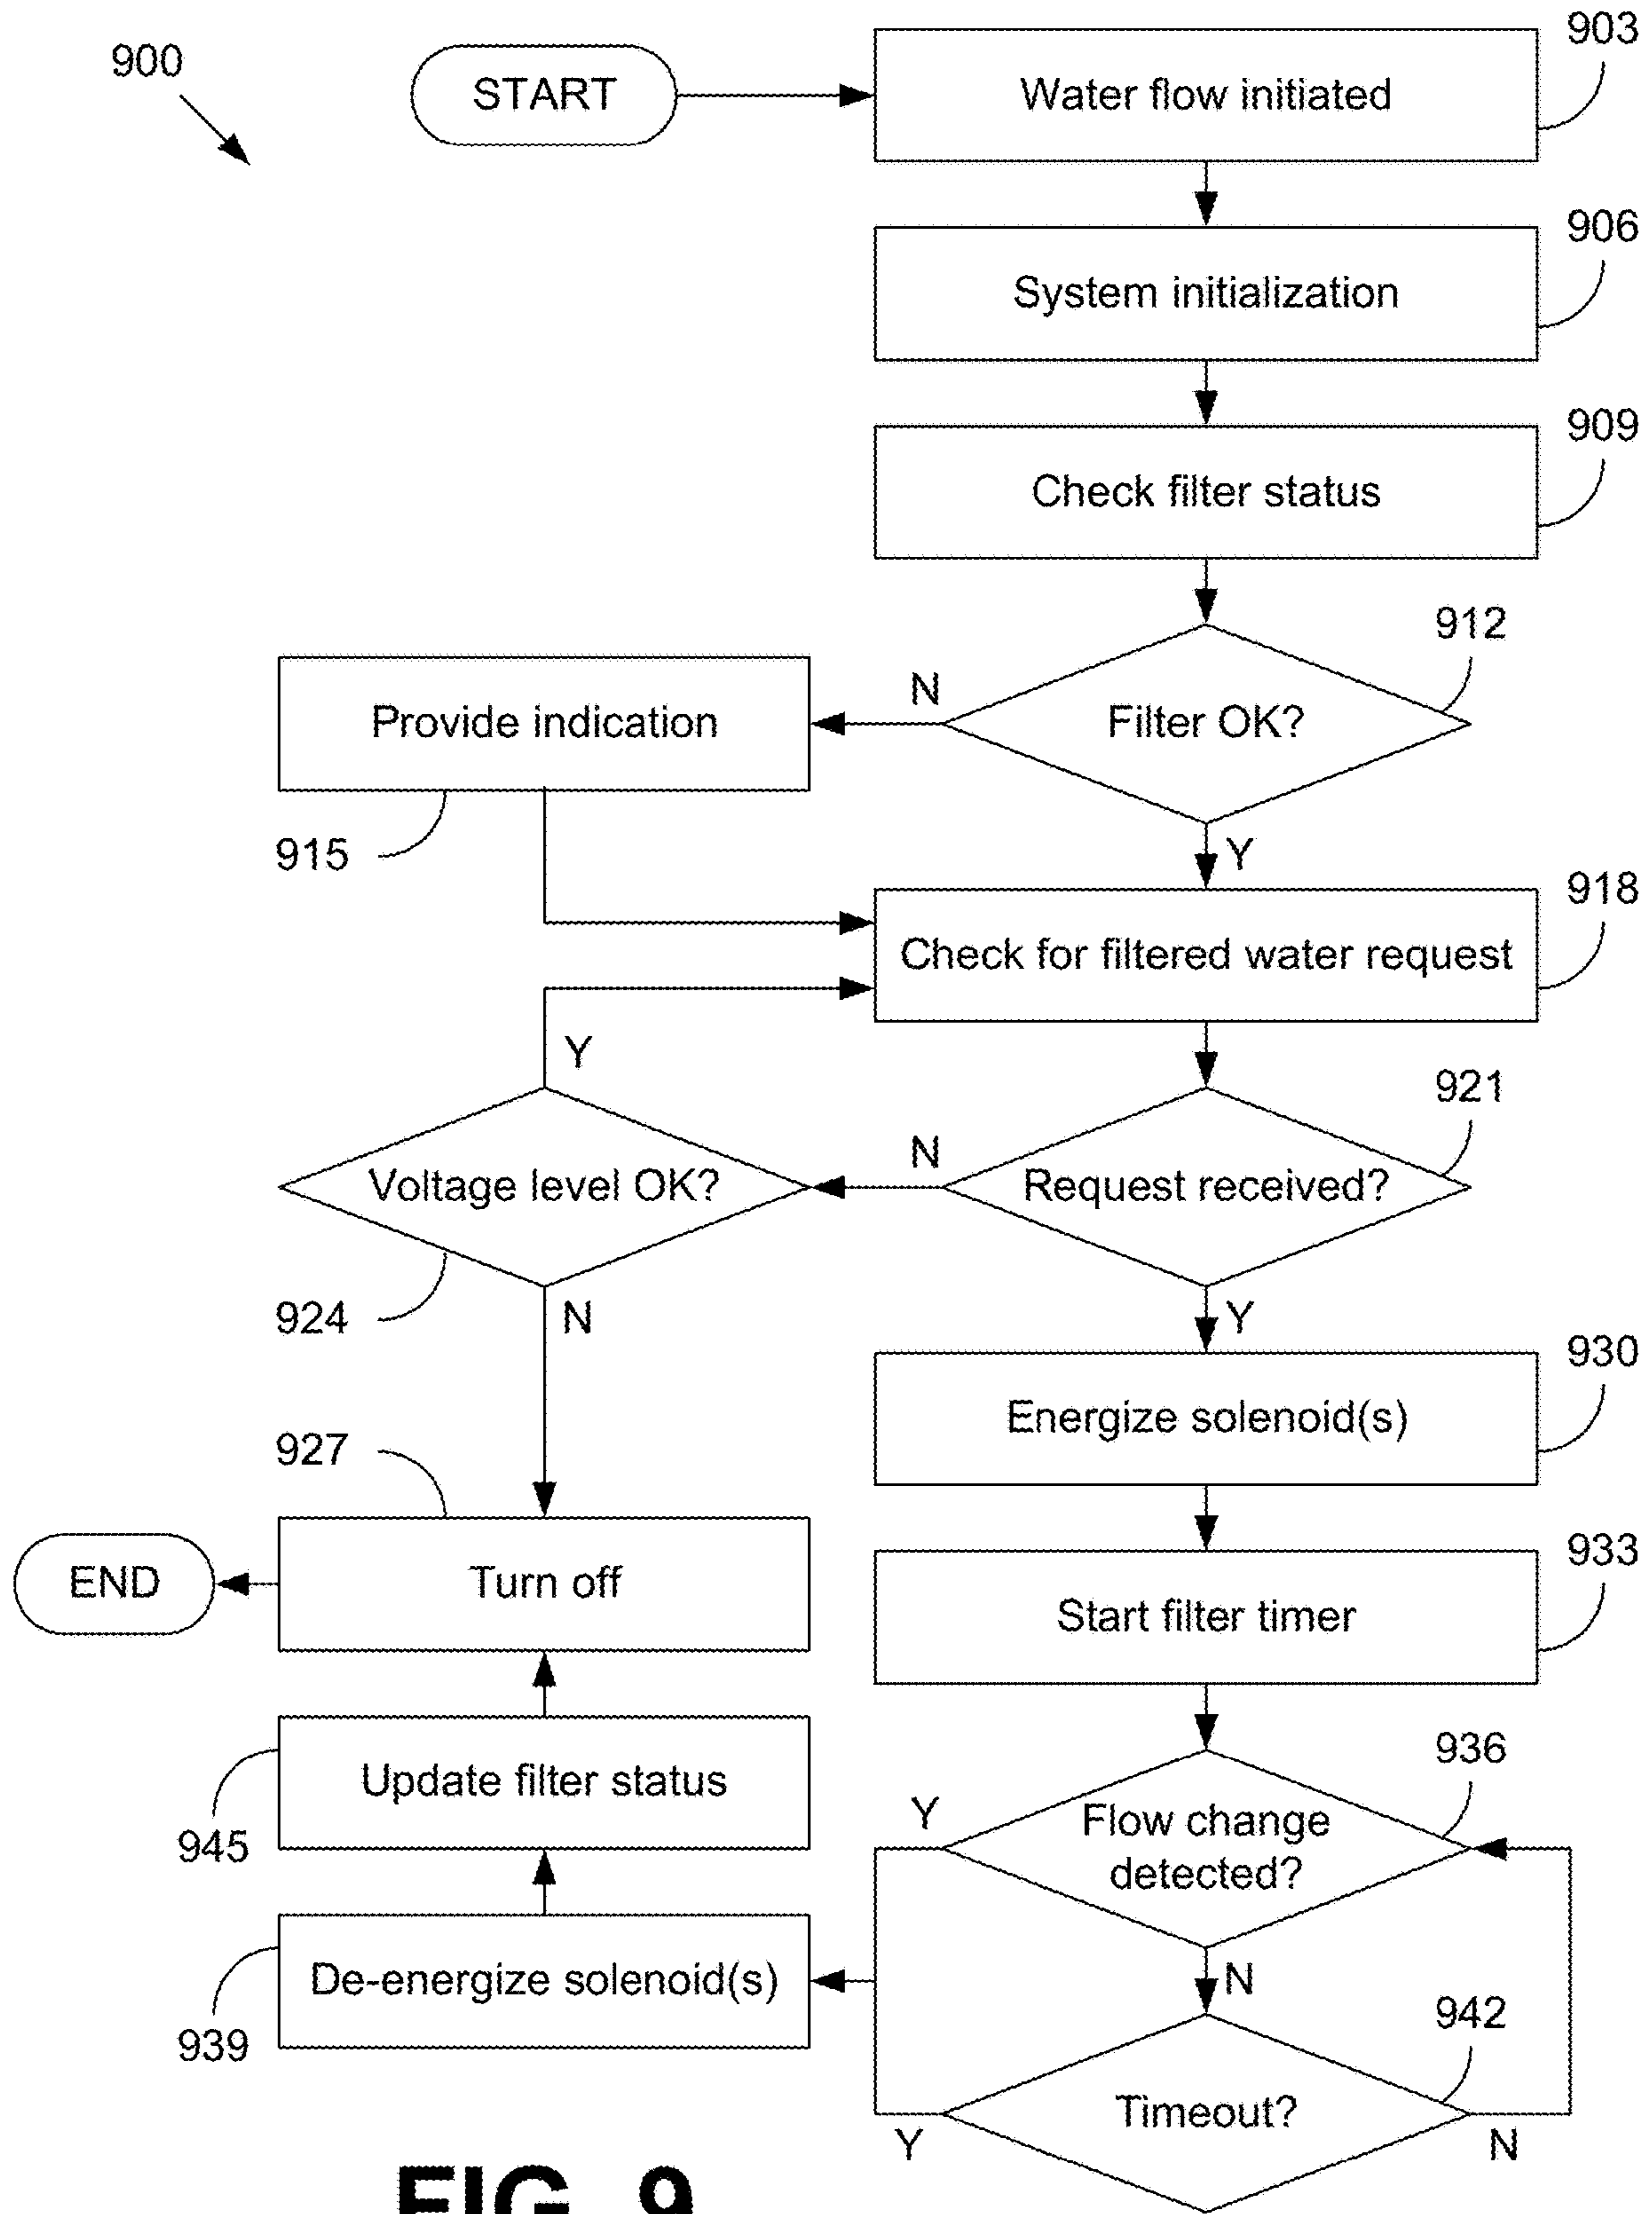 900
START
Water flow initiated
903
System initialization
906
Check filter status
909
Filter OK?
912
N
Y
Provide indication
915
Check for filtered water request
918
Request received?
921
N
Y
Voltage level OK?
924
Y
N
Turn off
927
END
Energize solenoid(s)
930
Start filter timer
933
Flow change
detected?
936
Y
N
Timeout?
942
Y
N
De-energize solenoid(s)
939
Update filter status
945
FIG. 9